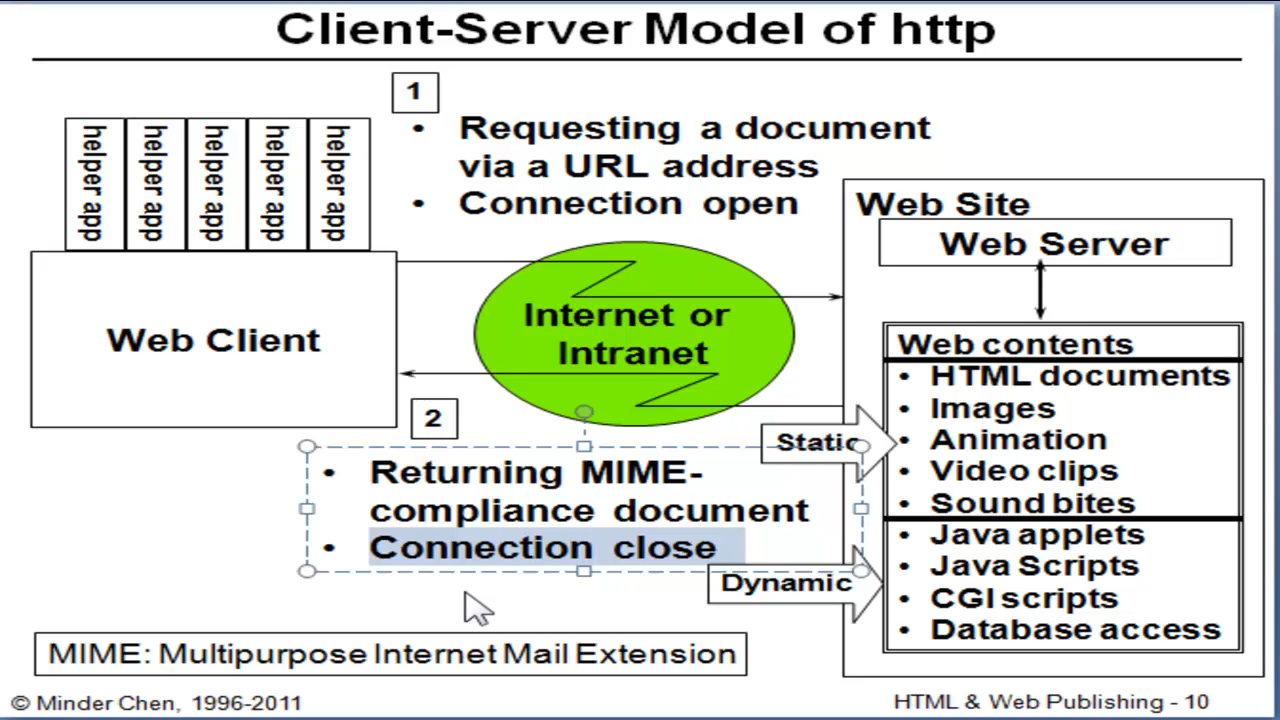 Client-Server Model of http
1
• Requesting a document
via a URL address
• Connection open
helper app
helper app
helper app
helper app
helper app
Web Client
Internet or
Intranet
2
• Returning MIME-
compliance document
• Connection close
Web Site
Web Server
Web contents
• HTML documents
• Images
• Animation
• Video clips
• Sound bites
• Java applets
• Java Scripts
• CGI scripts
• Database access
Static
Dynamic
MIME: Multipurpose Internet Mail Extension
© Minder Chen, 1996-2011
HTML & Web Publishing - 10